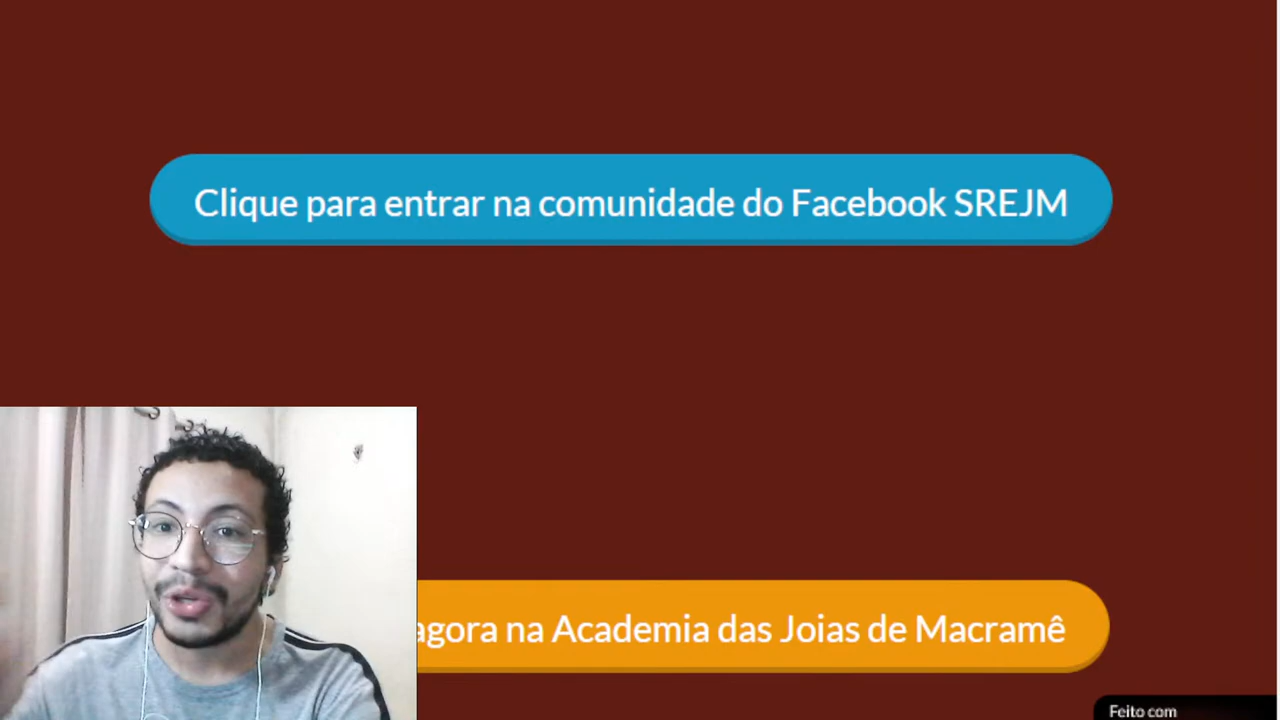 Clique para entrar na comunidade do Facebook SREJM
agora na Academia das Joias de Macramê
Feito com